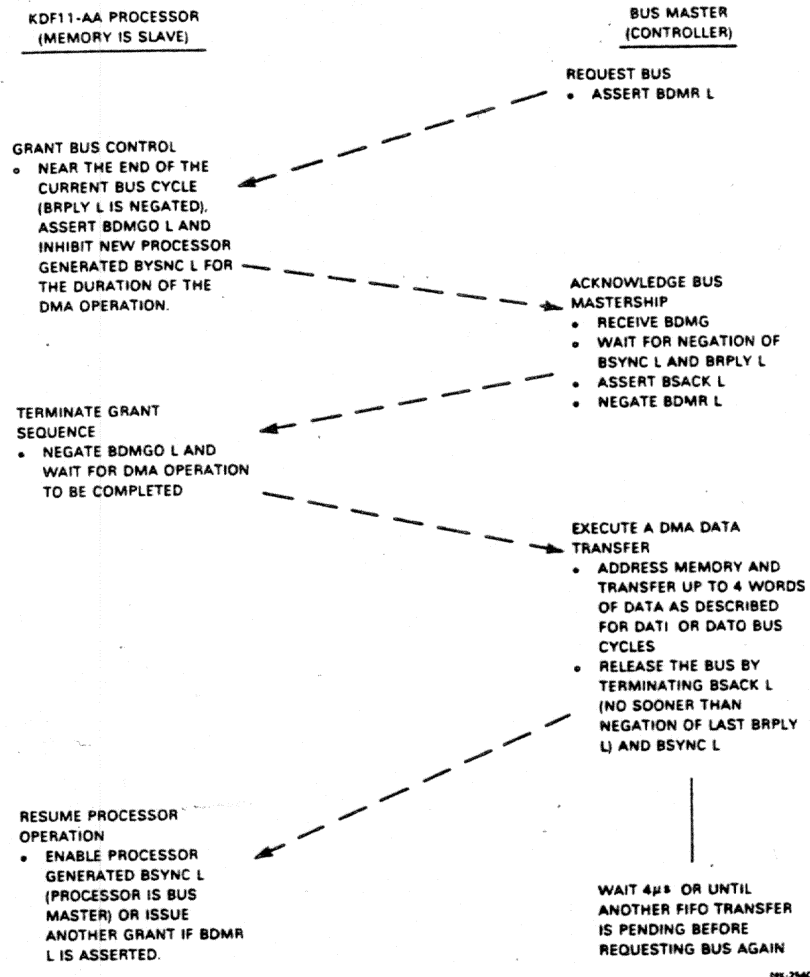 KDF11-AA PROCESSOR
(MEMORY IS SLAVE)
BUS MASTER
(CONTROLLER)
REQUEST BUS
• ASSERT BDMR L
GRANT BUS CONTROL
• NEAR THE END OF THE
CURRENT BUS CYCLE
(BRPLY L IS NEGATED),
ASSERT BDMGO L AND
INHIBIT NEW PROCESSOR
GENERATED BYSNC L FOR
THE DURATION OF THE
DMA OPERATION.
ACKNOWLEDGE BUS
MASTERSHIP
• RECEIVE BDMG
• WAIT FOR NEGATION OF
BSYNC L AND BRPLY L
• ASSERT BSACK L
• NEGATE BDMR L
TERMINATE GRANT
SEQUENCE
• NEGATE BDMGO L AND
WAIT FOR DMA OPERATION
TO BE COMPLETED
EXECUTE A DMA DATA
TRANSFER
• ADDRESS MEMORY AND
TRANSFER UP TO 4 WORDS
OF DATA AS DESCRIBED
FOR DATI OR DATO BUS
CYCLES
• RELEASE THE BUS BY
TERMINATING BSACK L
(NO SOONER THAN
NEGATION OF LAST BRPLY
L) AND BSYNC L
RESUME PROCESSOR
OPERATION
• ENABLE PROCESSOR
GENERATED BSYNC L
(PROCESSOR IS BUS
MASTER) OR ISSUE
ANOTHER GRANT IF BDMR
L IS ASSERTED.
WAIT 4µs OR UNTIL
ANOTHER FIFO TRANSFER
IS PENDING BEFORE
REQUESTING BUS AGAIN